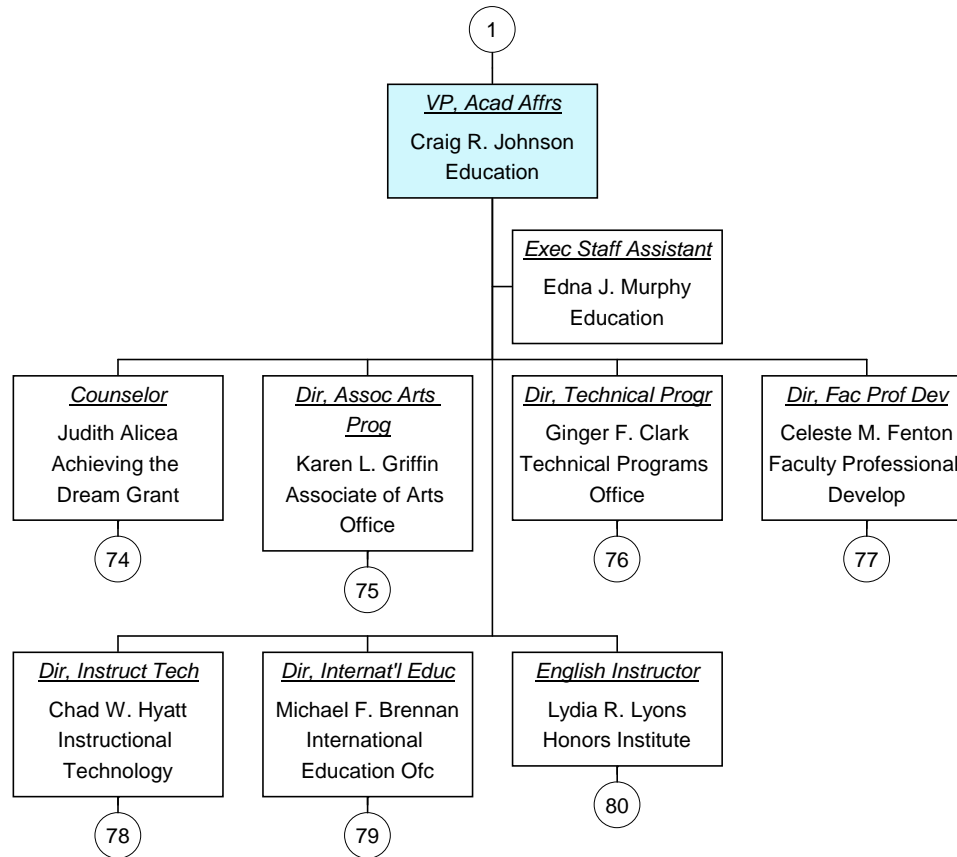 1
VP, Acad Affrs
Craig R. Johnson
Education
Exec Staff Assistant
Edna J. Murphy
Education
Counselor
Judith Alicea
Achieving the
Dream Grant
74
Dir, Assoc Arts
Prog
Karen L. Griffin
Associate of Arts
Office
75
Dir, Technical Progr
Ginger F. Clark
Technical Programs
Office
76
Dir, Fac Prof Dev
Celeste M. Fenton
Faculty Professional
Develop
77
Dir, Instruct Tech
Chad W. Hyatt
Instructional
Technology
78
Dir, Internat'l Educ
Michael F. Brennan
International
Education Ofc
79
English Instructor
Lydia R. Lyons
Honors Institute
80